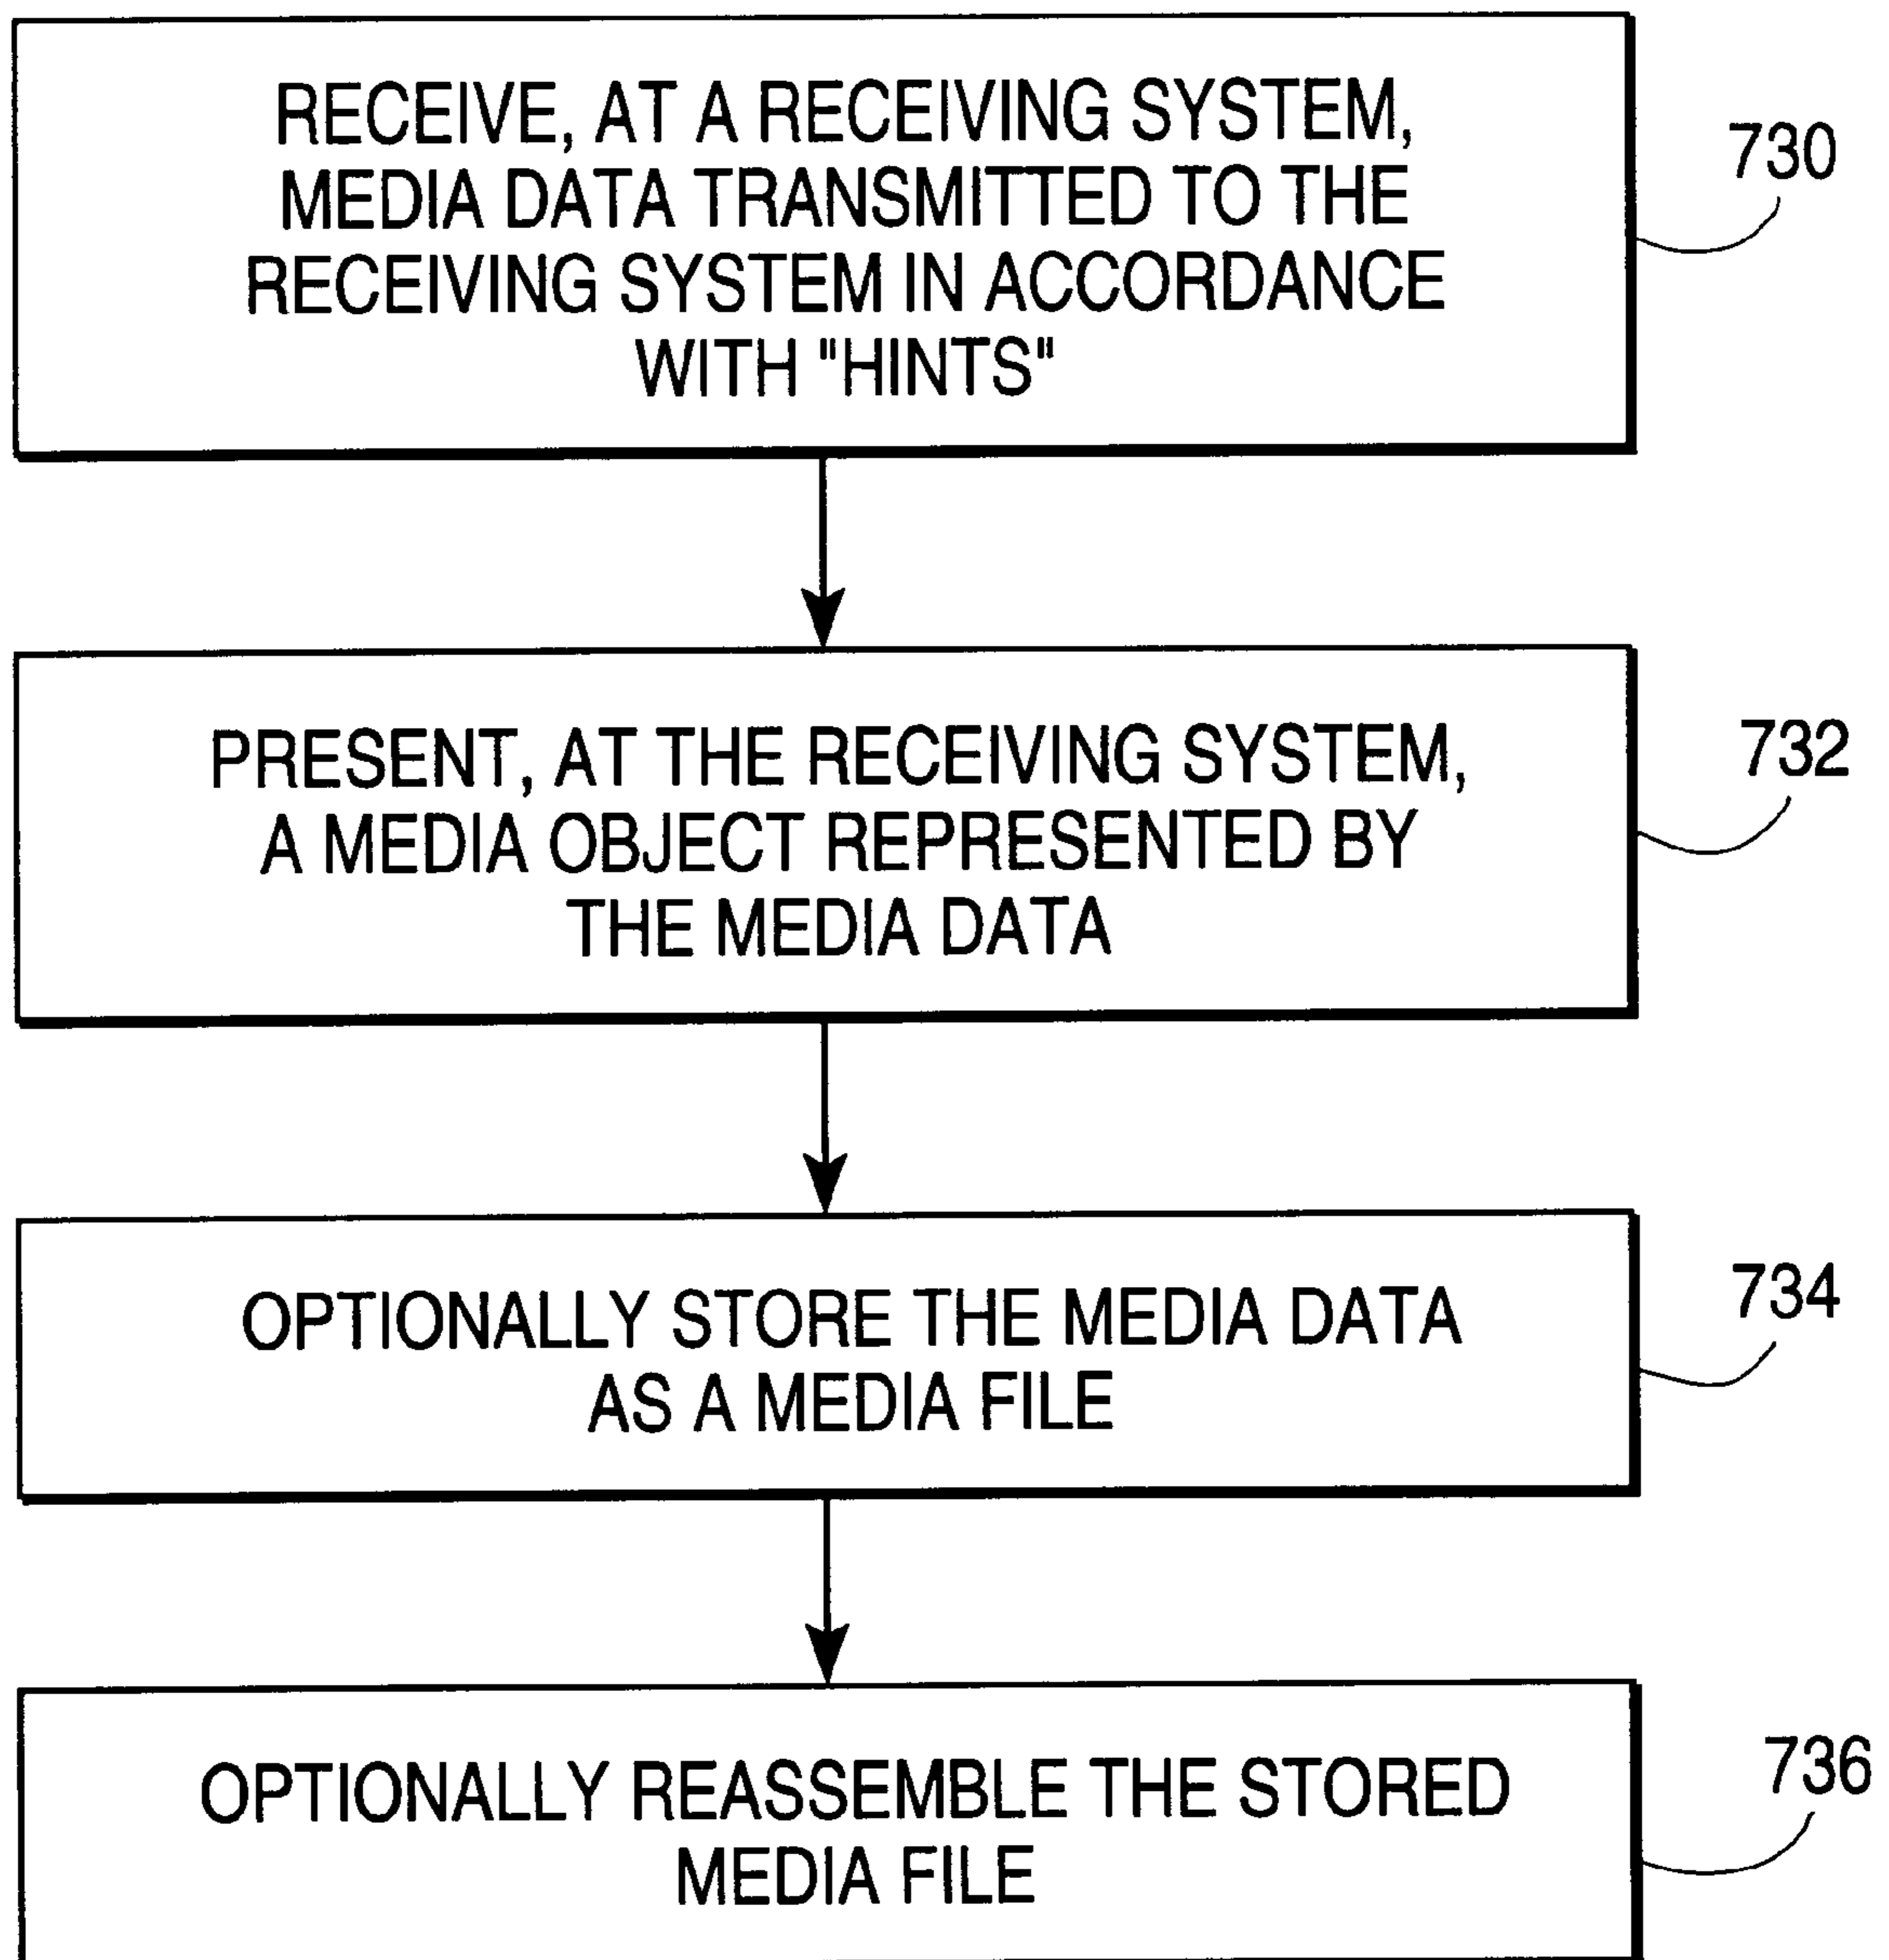 RECEIVE, AT A RECEIVING SYSTEM,
MEDIA DATA TRANSMITTED TO THE
RECEIVING SYSTEM IN ACCORDANCE
WITH "HINTS"
730
PRESENT, AT THE RECEIVING SYSTEM,
A MEDIA OBJECT REPRESENTED BY
THE MEDIA DATA
732
OPTIONALLY STORE THE MEDIA DATA
AS A MEDIA FILE
734
OPTIONALLY REASSEMBLE THE STORED
MEDIA FILE
736